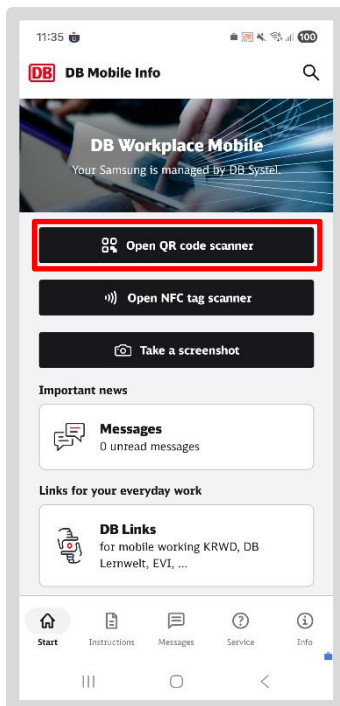 11:35
100
DB DB Mobile Info
DB Workplace Mobile
Your Samsung is managed by DB Systel.
Open QR code scanner
Open NFC tag scanner
Take a screenshot
Important news
Messages
0 unread messages
Links for your everyday work
DB Links
for mobile working KRWD, DB
Lernwelt, EVI, ...
Start Instructions Messages Service Info